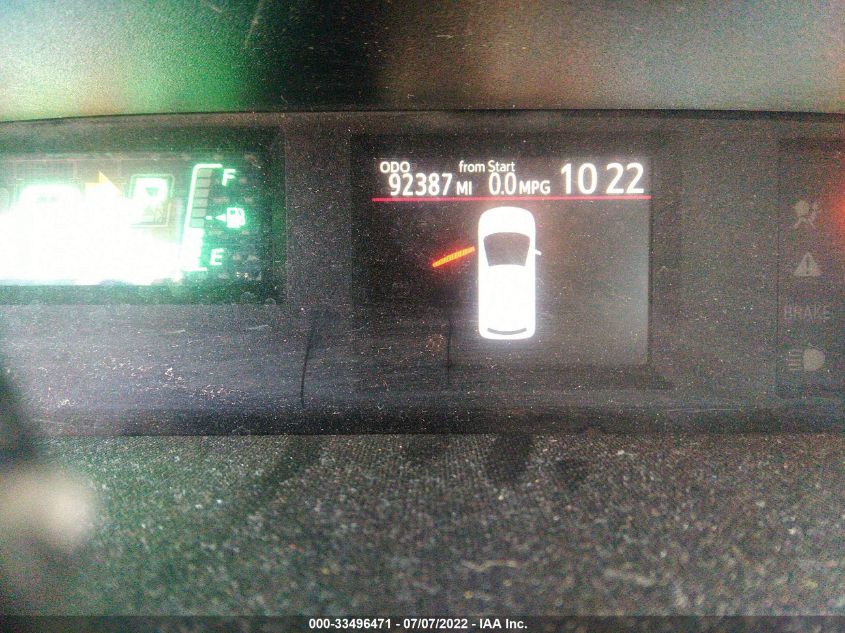 ODO from Start
92387 MI 0.0 MPG 10 22
P F
E
BRAKE
000-33496471 - 07/07/2022 - IAA Inc.